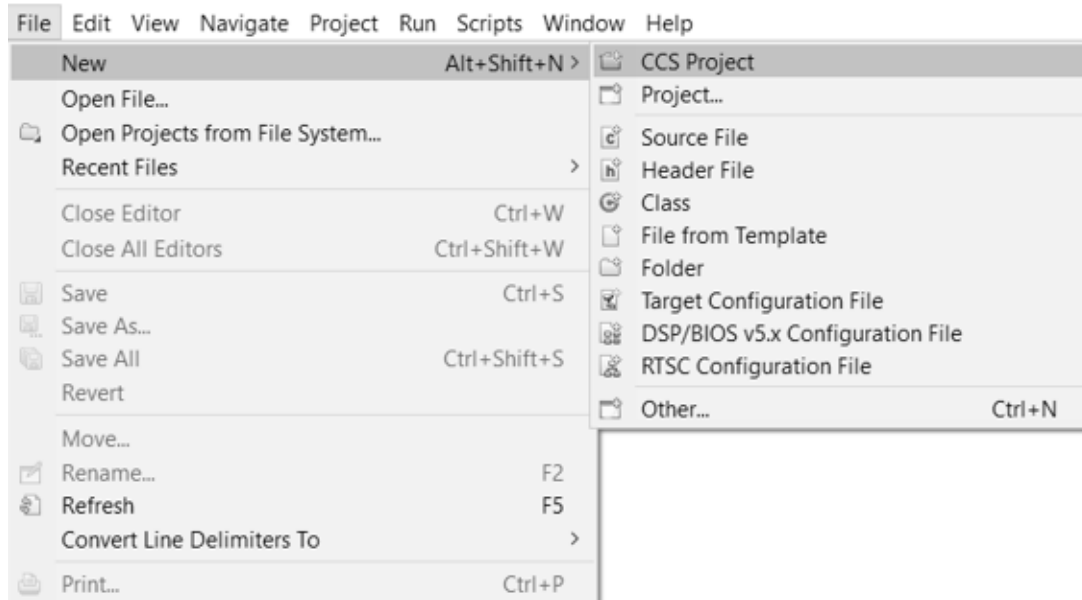 File Edit View Navigate Project Run Scripts Window Help
New Alt+Shift+N >
Open File...
Open Projects from File System...
Recent Files >
Close Editor Ctrl+W
Close All Editors Ctrl+Shift+W
Save Ctrl+S
Save As...
Save All Ctrl+Shift+S
Revert
Move...
Rename... F2
Refresh F5
Convert Line Delimiters To >
Print... Ctrl+P
CCS Project
Project...
Source File
Header File
Class
File from Template
Folder
Target Configuration File
DSP/BIOS v5.x Configuration File
RTSC Configuration File
Other... Ctrl+N